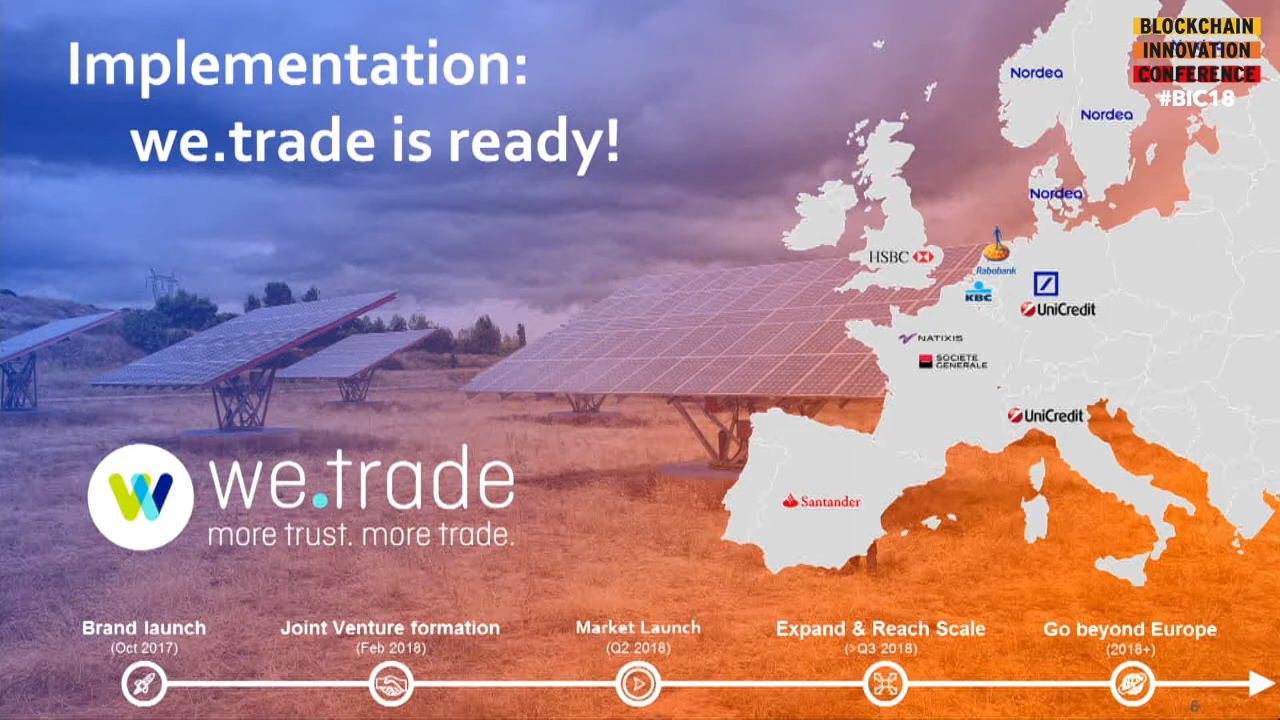 Implementation:
we.trade is ready!
BLOCKCHAIN
INNOVATION
CONFERENCE
#BIC18
Nordea
Nordea
Nordea
HSBC
Rabobank
KBC
UniCredit
NATIXIS
SOCIETE
GENERALE
UniCredit
Santander
we.trade
more trust. more trade.
Brand launch
(Oct 2017)
Joint Venture formation
(Feb 2018)
Market Launch
(Q2 2018)
Expand & Reach Scale
(>Q3 2018)
Go beyond Europe
(2018+)
6